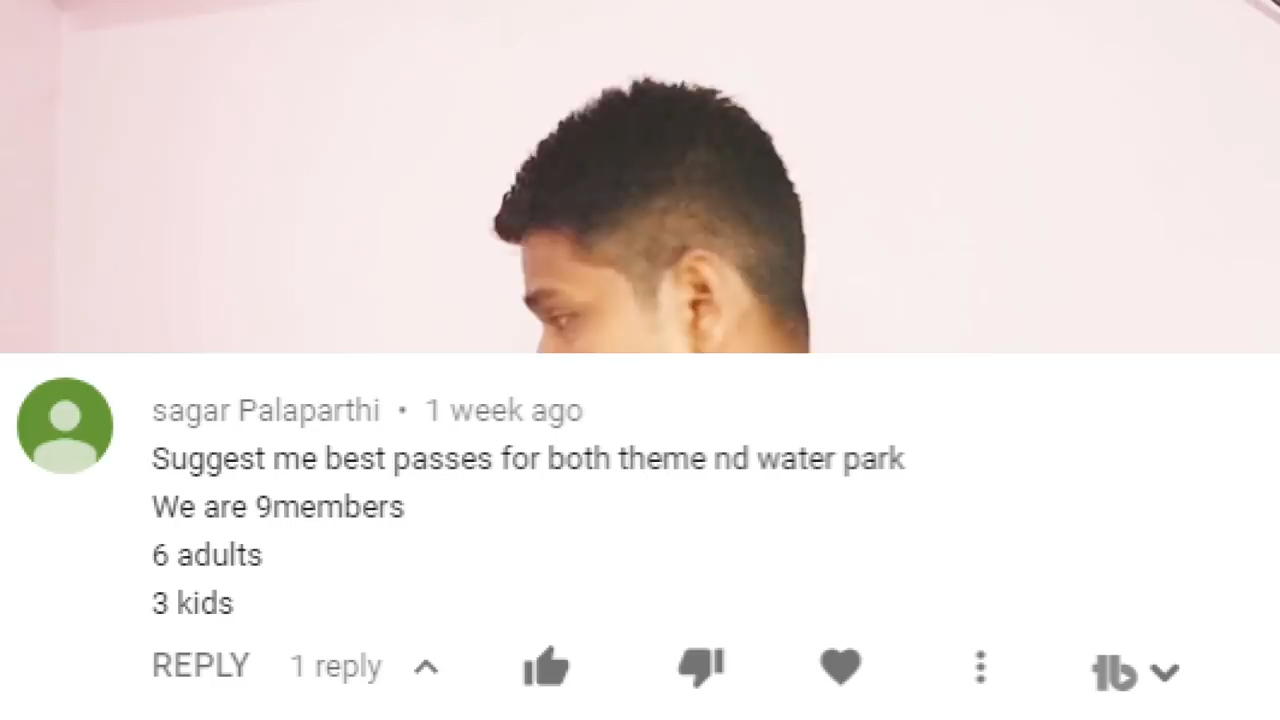 sagar Palaparthi • 1 week ago
Suggest me best passes for both theme nd water park
We are 9members
6 adults
3 kids
REPLY 1 reply
tb